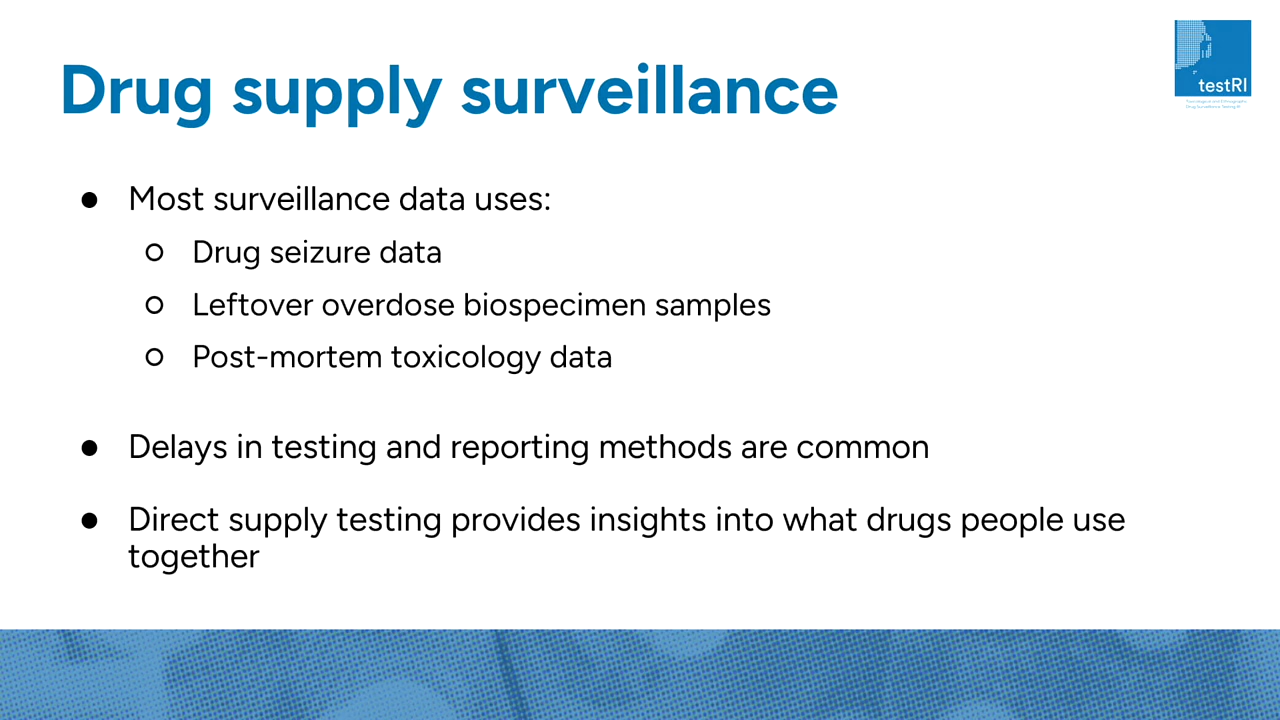 Drug supply surveillance
testRI
● Most surveillance data uses:
○ Drug seizure data
○ Leftover overdose biospecimen samples
○ Post-mortem toxicology data
● Delays in testing and reporting methods are common
● Direct supply testing provides insights into what drugs people use
together